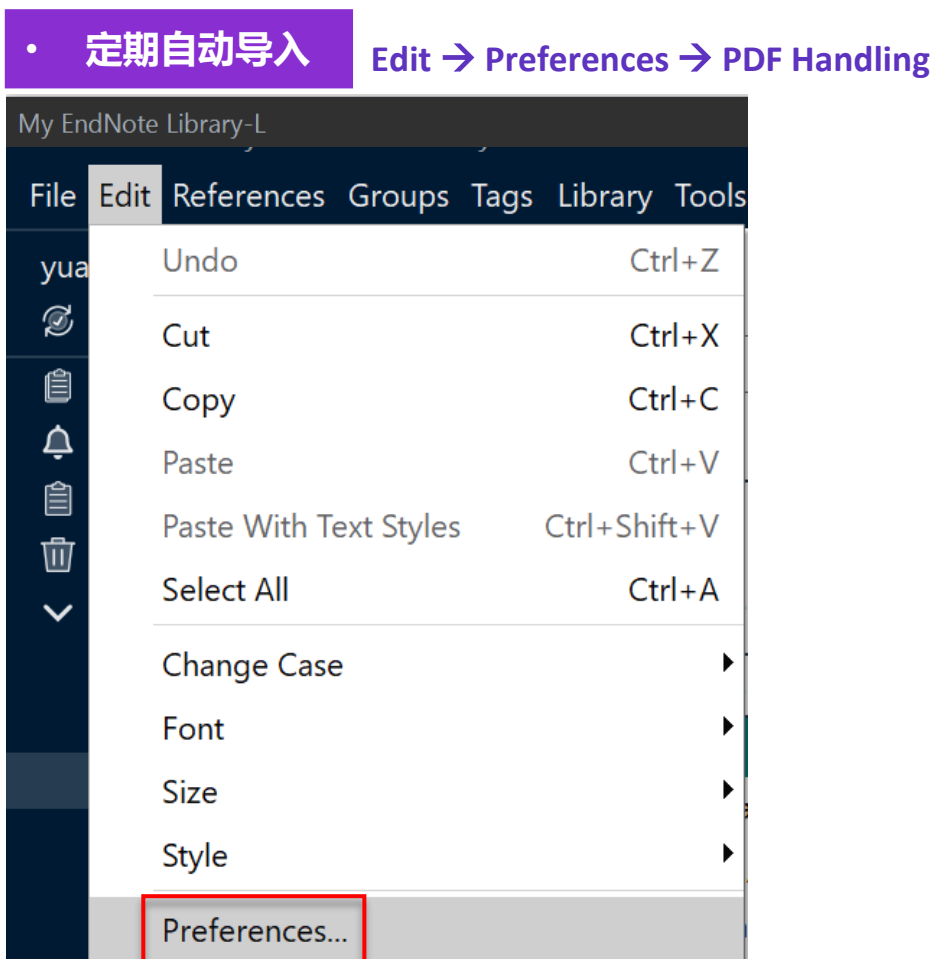 • 定期自动导入 Edit → Preferences → PDF Handling
My EndNote Library-L
File Edit References Groups Tags Library Tools
yua
Undo Ctrl+Z
Cut Ctrl+X
Copy Ctrl+C
Paste Ctrl+V
Paste With Text Styles Ctrl+Shift+V
Select All Ctrl+A
Change Case
Font
Size
Style
Preferences...